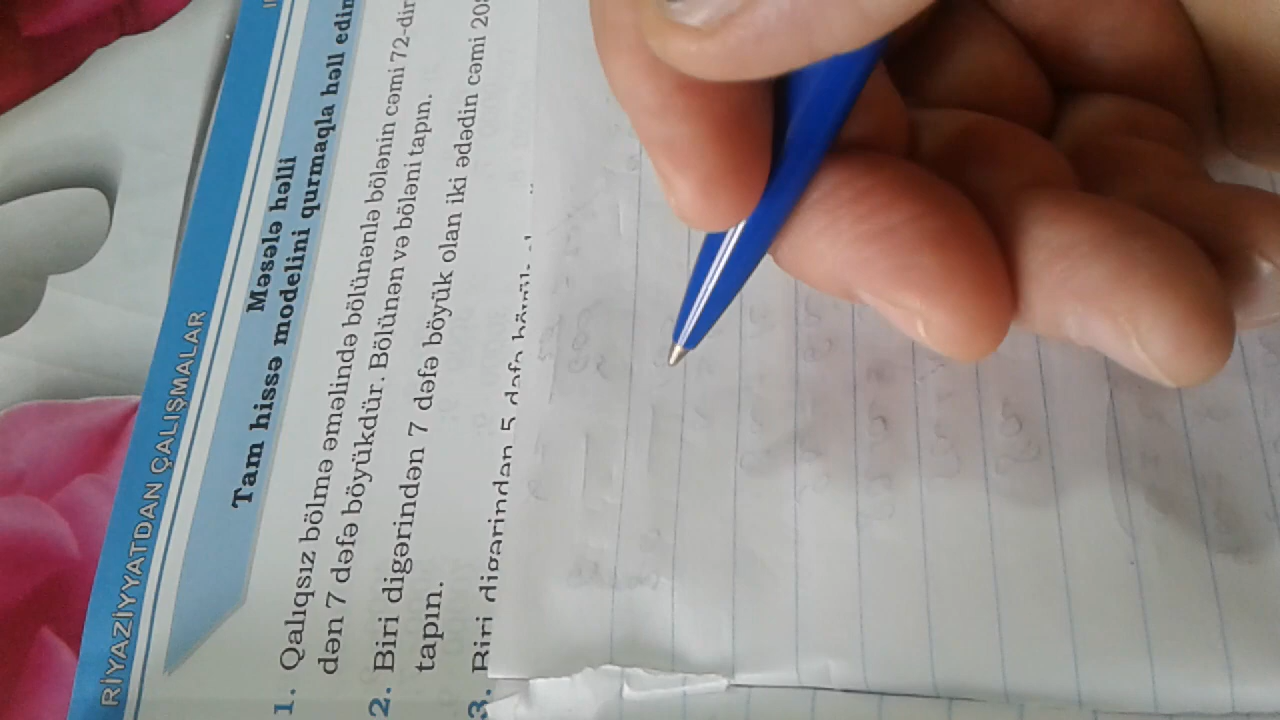 RİYAZİYYATDAN ÇALIŞMALAR
Məsələ həlli
Tam hissə modelini qurmaqla həll
1. Qalıqsız bölmə əməlində bölünənlə bölənin cəmi 72-dir
dən 7 dəfə böyükdür. Bölünən və böləni tapın.
2. Biri digərindən 7 dəfə böyük olan iki ədədin cəmi
tapın.
3. Biri digərindən 5 dəfə